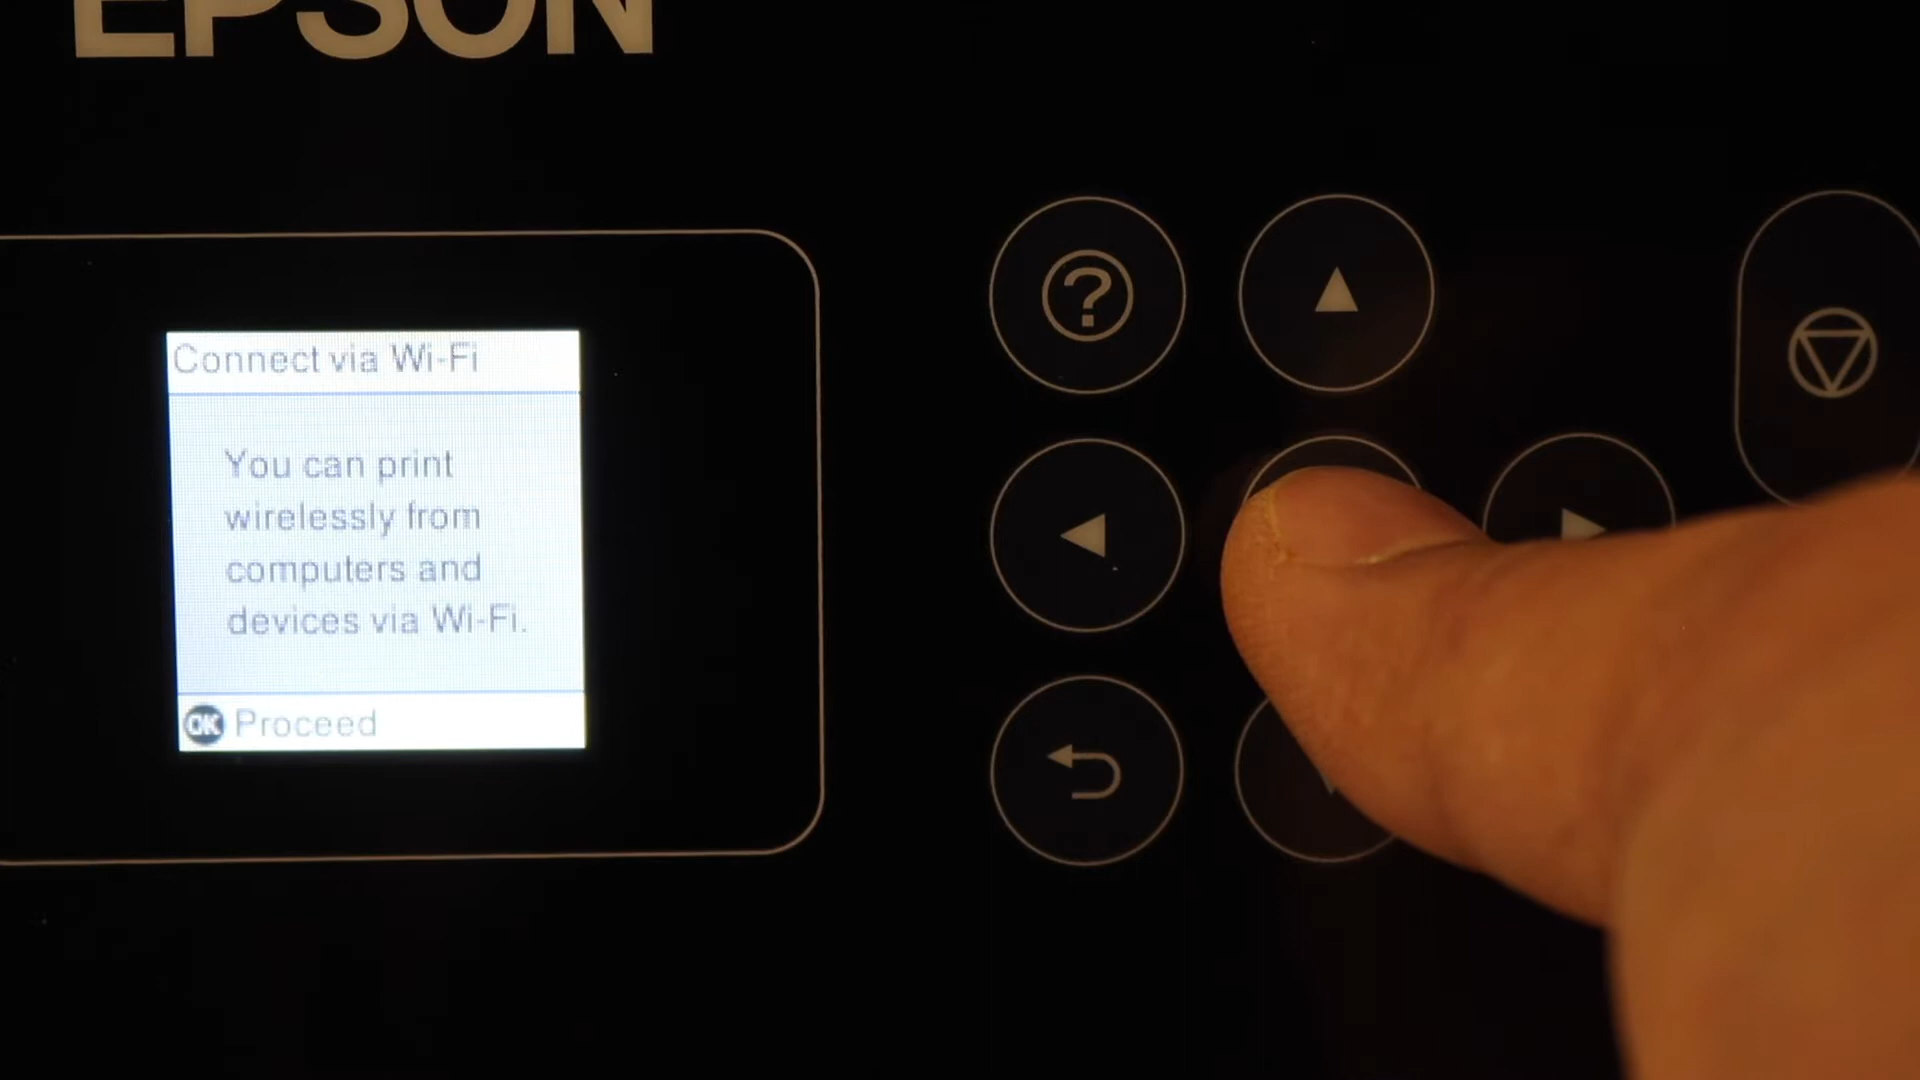 EPSON
Connect via Wi-Fi
You can print
wirelessly from
computers and
devices via Wi-Fi.
OK Proceed
?